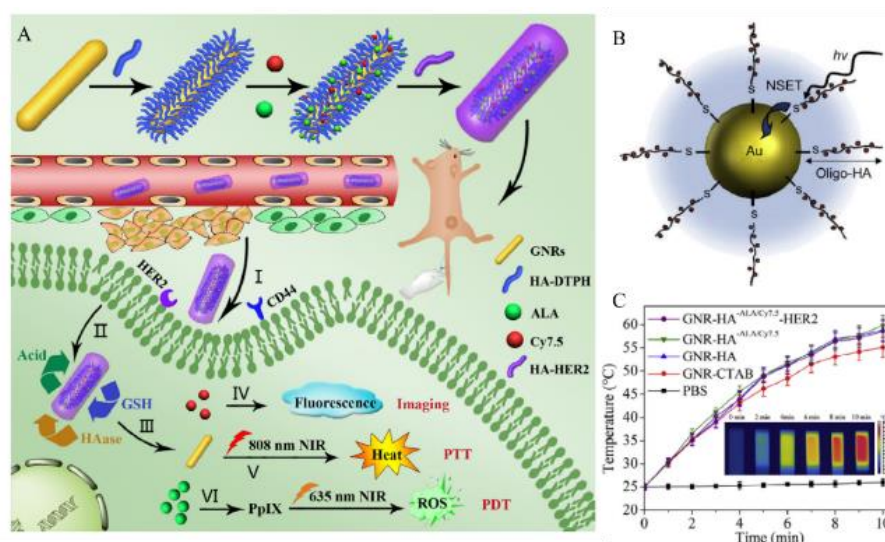 A
HER2
I
CD44
GNRs
HA-DTPH
ALA
Cy7.5
HA-HER2
II
Acid
GSH
HAase
III
IV
Fluorescence
Imaging
808 nm NIR
V
Heat
PTT
VI
PpIX
635 nm NIR
ROS
PDT
B
hv
NSET
S
S
S
S
S
S
S
S
Au
Oligo-HA
C
GNR-HA-ALA/Cy7.5-HER2
GNR-HA-ALA/Cy7.5
GNR-HA
GNR-CTAB
PBS
Temperature (°C)
60
55
50
45
40
35
30
25
20
0 min
2 min
4 min
6 min
8 min
10 min
0
2
4
6
8
10
Time (min)